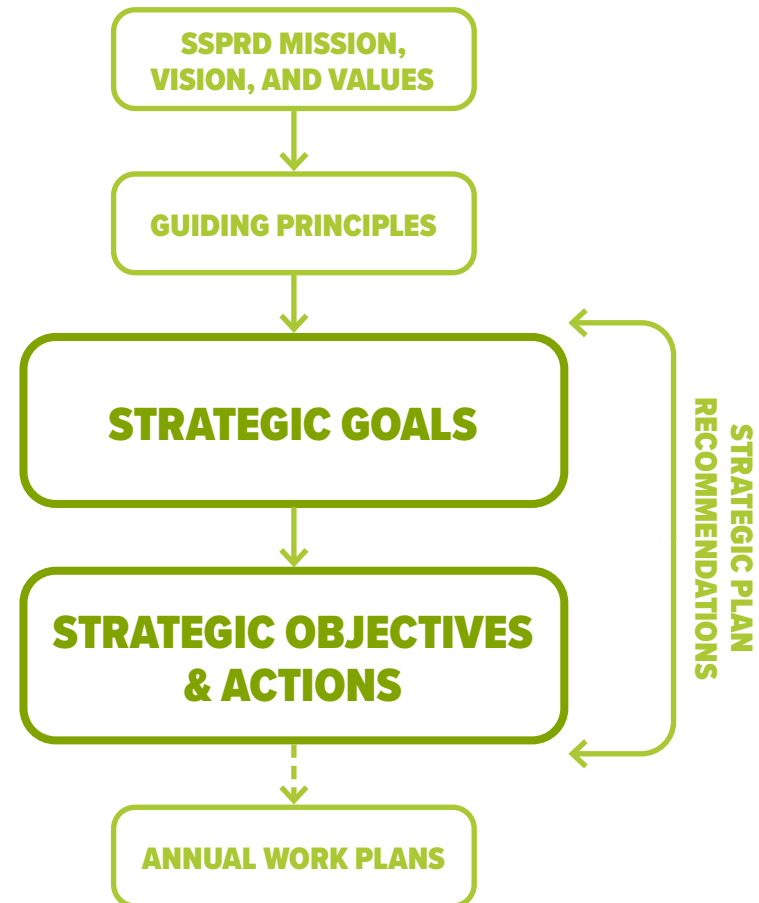 SSPRD MISSION,
VISION, AND VALUES
GUIDING PRINCIPLES
STRATEGIC GOALS
STRATEGIC OBJECTIVES
& ACTIONS
STRATEGIC PLAN
RECOMMENDATIONS
ANNUAL WORK PLANS